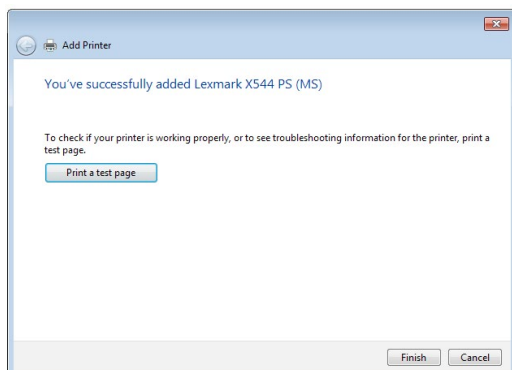 Add Printer
You've successfully added Lexmark X544 PS (MS)
To check if your printer is working properly, or to see troubleshooting information for the printer, print a
test page.
Print a test page
Finish Cancel